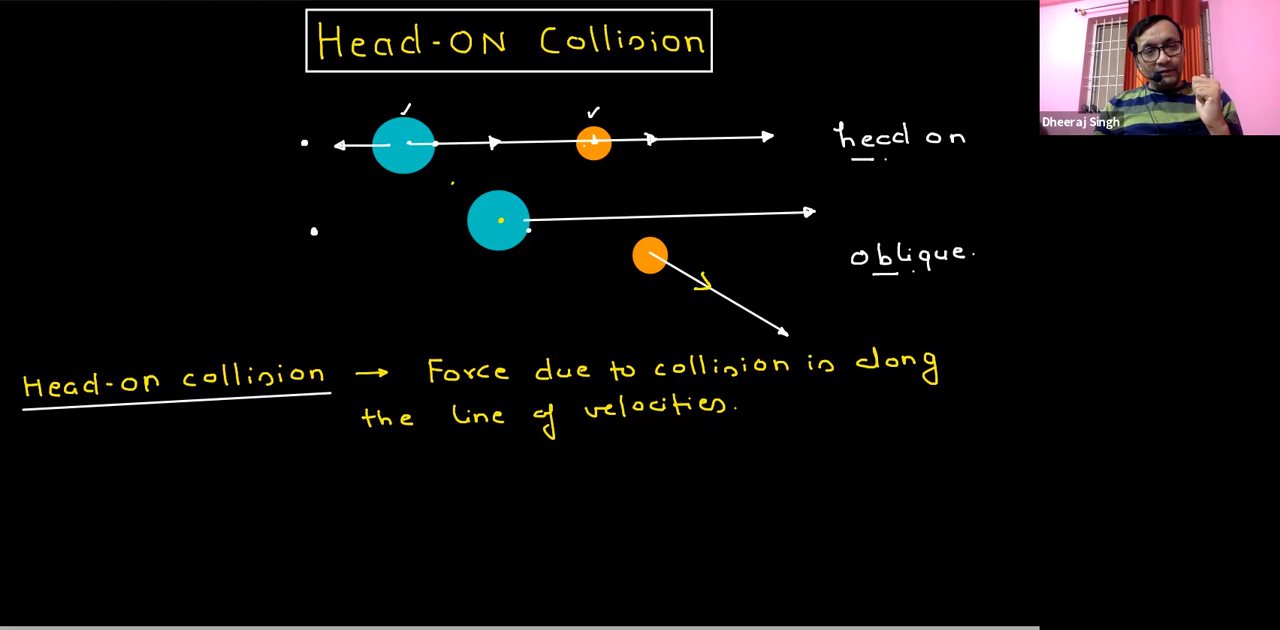 Head-ON Collision
Dheeraj Singh
head on
oblique.
Head-on collision → Force due to collision is along
the line of velocities.